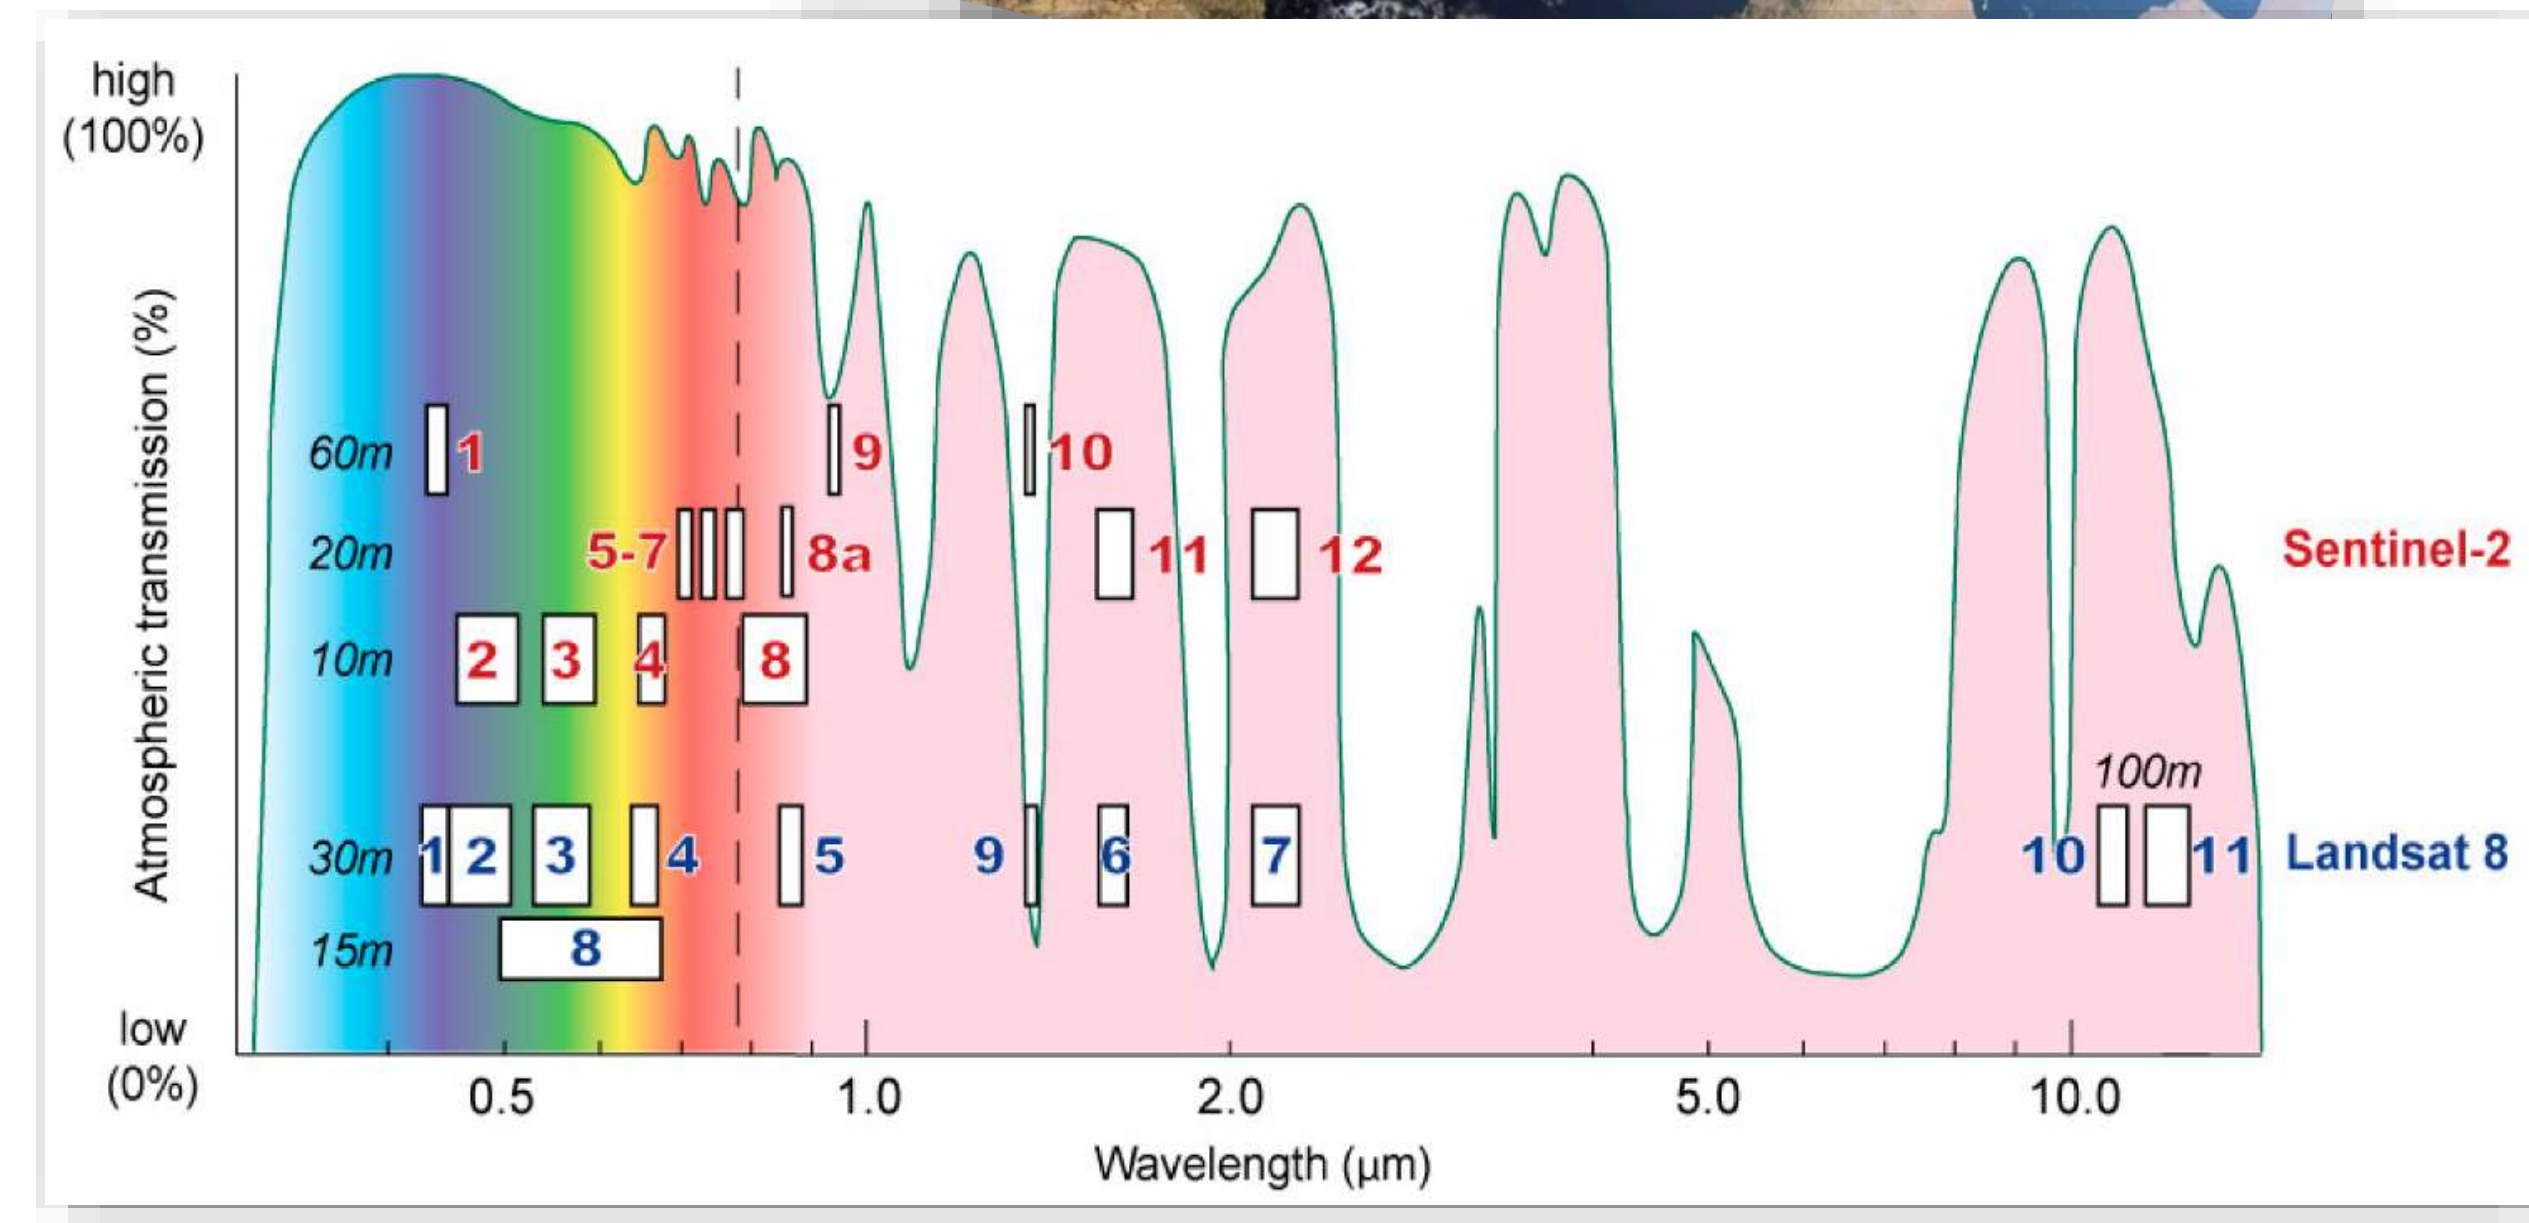 high
(100%)
Atmospheric transmission (%)
60m 1 9 10
20m 5-7 8a 11 12 Sentinel-2
10m 2 3 4 8
100m
30m 1 2 3 4 5 9 6 7 10 11 Landsat 8
15m 8
low
(0%)
0.5 1.0 2.0 5.0 10.0
Wavelength (µm)